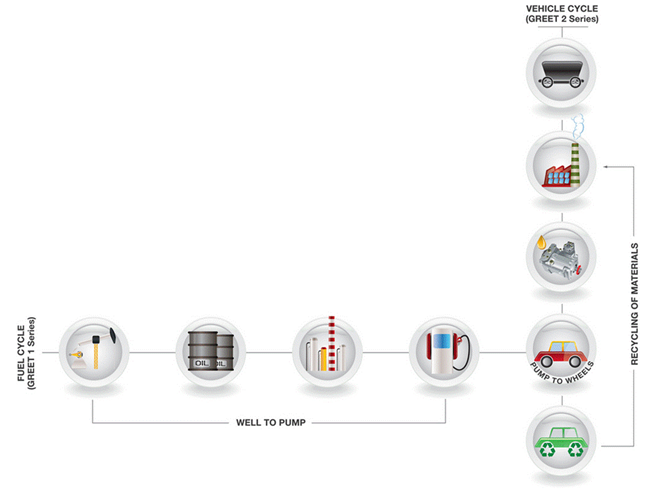 VEHICLE CYCLE
(GREET 2 Series)
RECYCLING OF MATERIALS
FUEL CYCLE
(GREET 1 Series)
OIL
OIL
PUMP TO WHEELS
WELL TO PUMP